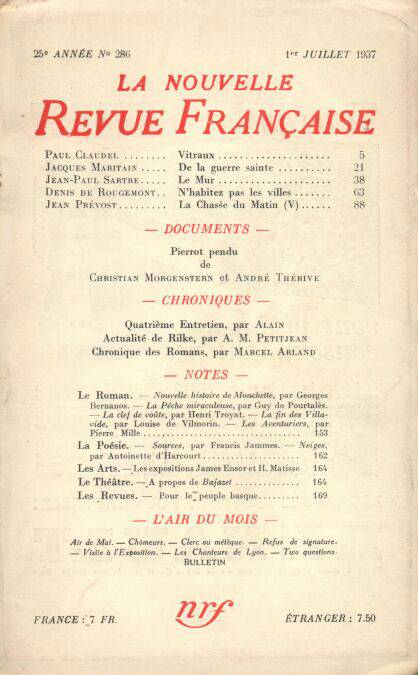 25e ANNÉE No 286 1er JUILLET 1937
LA NOUVELLE
REVUE FRANÇAISE
PAUL CLAUDEL ........ Vitraux ..................... 5
JACQUES MARITAIN ..... De la guerre sainte .......... 21
JEAN-PAUL SARTRE ..... Le Mur ..................... 38
DENIS DE ROUGEMONT .. N'habitez pas les villes ....... 63
JEAN PRÉVOST ......... La Chasse du Matin (V) ...... 88
— DOCUMENTS —
Pierrot pendu
de
CHRISTIAN MORGENSTERN et ANDRÉ THÉRIVE
— CHRONIQUES —
Quatrième Entretien, par ALAIN
Actualité de Rilke, par A. M. PETITJEAN
Chronique des Romans, par MARCEL ARLAND
— NOTES —
Le Roman. — Nouvelle histoire de Mouchette, par Georges
Bernanos. — La Pêche miraculeuse, par Guy de Pourtalès.
— La clef de voûte, par Henri Troyat. — La fin des Villa-
vide, par Louise de Vilmorin. — Les Aventuriers, par
Pierre Mille ........................ 153
La Poésie. — Sources, par Francis Jammes. — Neiges,
par Antoinette d'Harcourt ................ 162
Les Arts. — Les expositions James Ensor et H. Matisse 164
Le Théâtre. — A propos de Bajazet ............. 164
Les Revues. — Pour le peuple basque ............ 169
— L'AIR DU MOIS —
Air de Mai. — Chômeurs. — Clerc ou métèque. — Refus de signature.
— Visite à l'Exposition. — Les Chanteurs de Lyon. — Two questions.
BULLETIN
FRANCE : 7 FR. nrf ÉTRANGER : 7.50